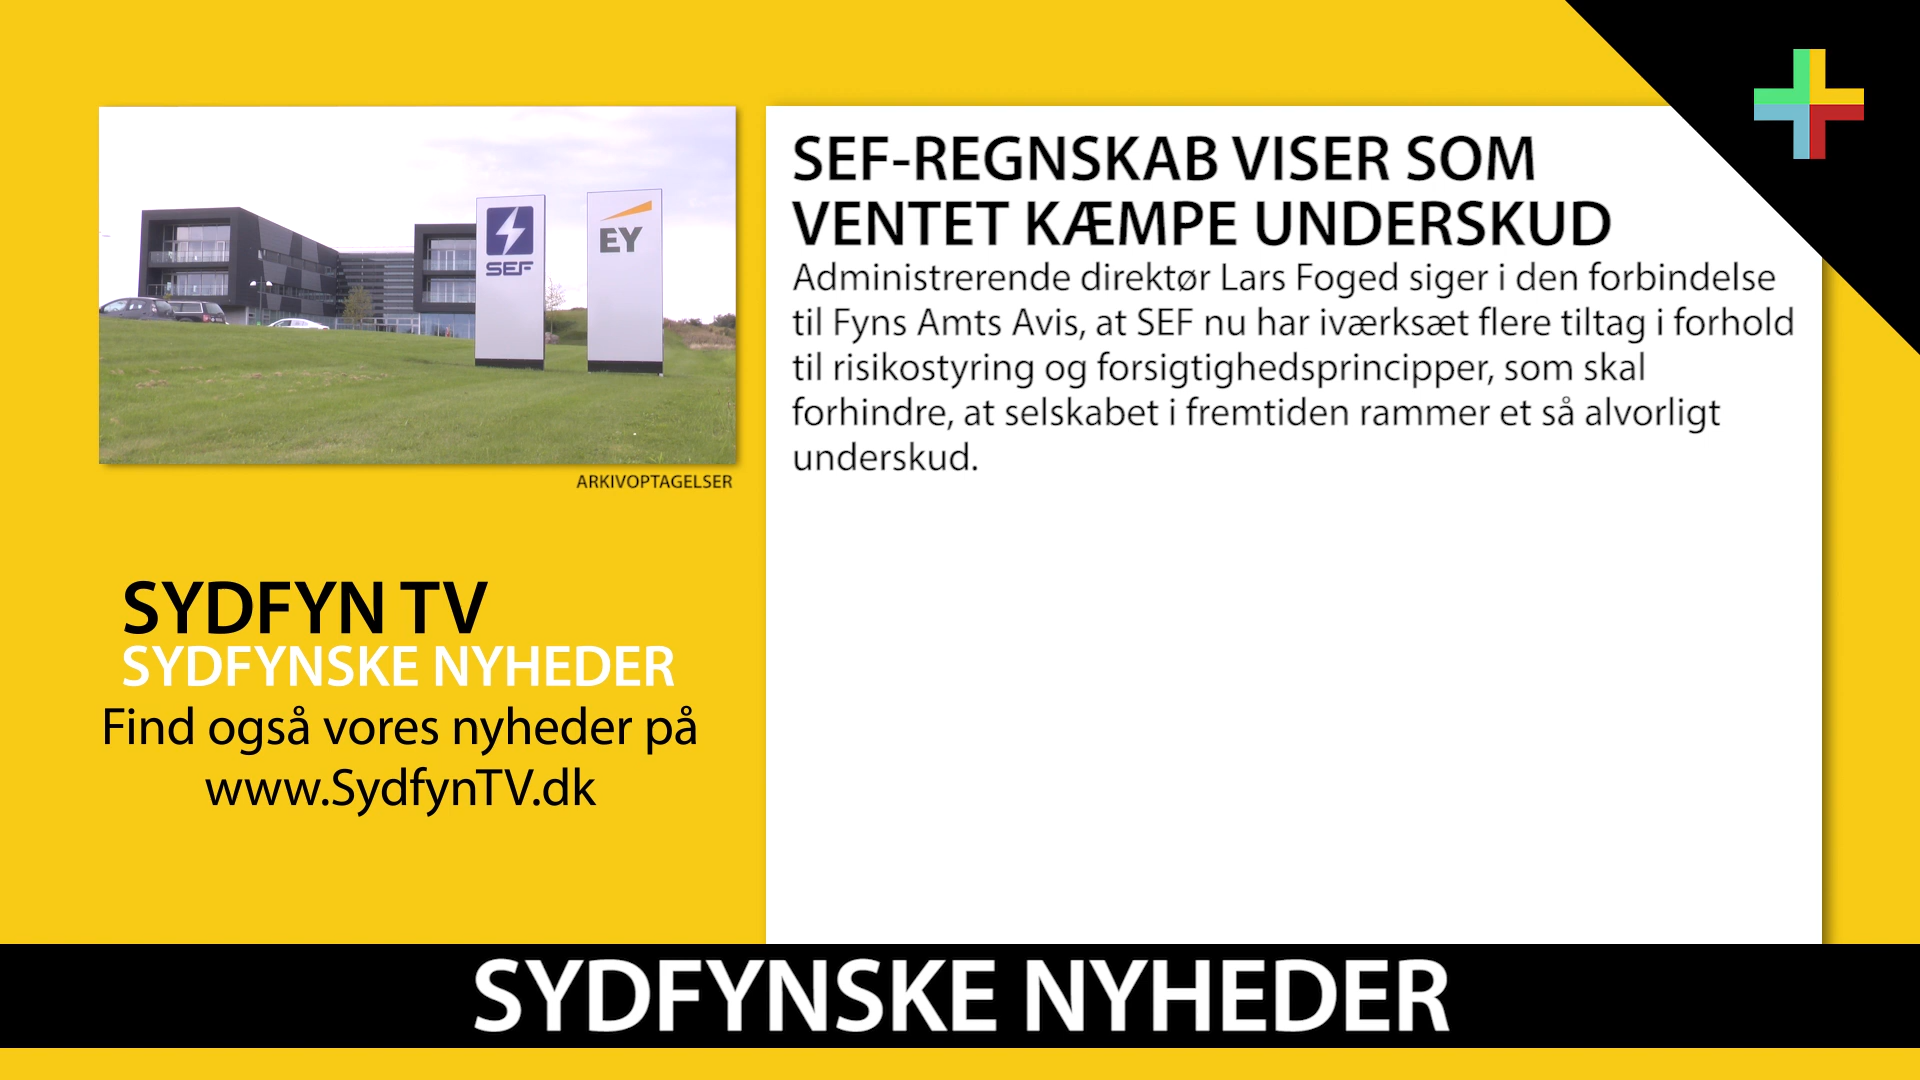 SEF
EY
ARKIVOPTAGELSER
SEF-REGNSKAB VISER SOM
VENTET KÆMPE UNDERSKUD
Administrerende direktør Lars Foged siger i den forbindelse
til Fyns Amts Avis, at SEF nu har iværksæt flere tiltag i forhold
til risikostyring og forsigtighedsprincipper, som skal
forhindre, at selskabet i fremtiden rammer et så alvorligt
underskud.
SYDFYN TV
SYDFYNSKE NYHEDER
Find også vores nyheder på
www.SydfynTV.dk
SYDFYNSKE NYHEDER